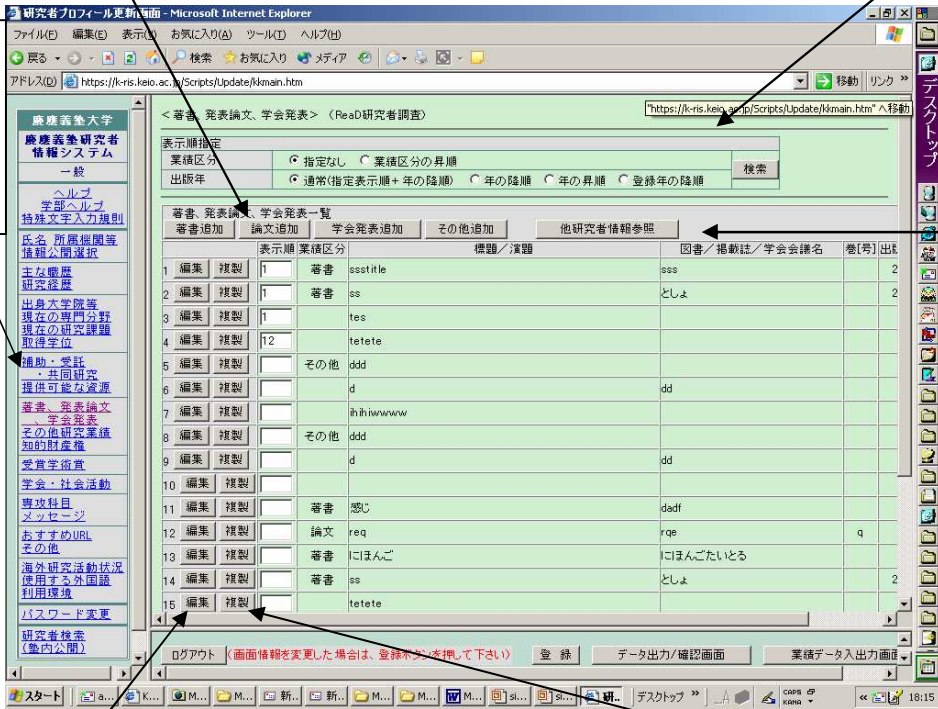 研究者プロフィール更新画面 - Microsoft Internet Explorer
ファイル(F) 編集(E) 表示(V) お気に入り(A) ツール(T) ヘルプ(H)
戻る 検索 お気に入り メディア
アドレス(D) https://k-ris.keio.ac.jp/Scripts/Update/kkmain.htm 移動 リンク »
"https://k-ris.keio.ac.jp/Scripts/Update/kkmain.htm" へ移動
慶應義塾大学
慶應義塾研究者
情報システム
一般
ヘルプ
学部ヘルプ
特殊文字入力規則
氏名 所属機関等
情報公開選択
主な職歴
研究経歴
出身大学院等
現在の専門分野
現在の研究課題
取得学位
補助・受託
・共同研究
提供可能な資源
著書、発表論文
、学会発表
その他研究業績
知的財産権
受賞学術賞
学会・社会活動
専攻科目
メッセージ
おすすめURL
その他
海外研究活動状況
使用する外国語
利用環境
パスワード変更
研究者検索
(塾内公開)
<著書、発表論文、学会発表> (ReaD研究者調査)
表示順指定
業績区分 指定なし 業績区分の昇順
出版年 通常(指定表示順+年の降順) 年の降順 年の昇順 登録年の降順
検索
著書、発表論文、学会発表一覧
著書追加 論文追加 学会発表追加 その他追加 他研究者情報参照
表示順 業績区分 標題/演題 図書/掲載誌/学会会議名 巻[号] 出版
1 編集 複製 1 著書 ssstitle sss 2
2 編集 複製 1 著書 ss としょ 2
3 編集 複製 1 tes
4 編集 複製 12 tetete
5 編集 複製 その他 ddd
6 編集 複製 d dd
7 編集 複製 ihihiwwww
8 編集 複製 その他 ddd
9 編集 複製 d dd
10 編集 複製
11 編集 複製 著書 感じ dadf
12 編集 複製 論文 req rqe q
13 編集 複製 著書 にほんご にほんごたいとる
14 編集 複製 著書 ss としょ 2
15 編集 複製 tetete
ログアウト (画面情報を変更した場合は、登録ボタンを押して下さい) 登 録 データ出力/確認画面 業績データ入出力画面
スタート a... K... M... M... 新.. 新.. M... M... M... si... si... 研.. デスクトップ » A CAPS KANA « 18:15
デスクトップ